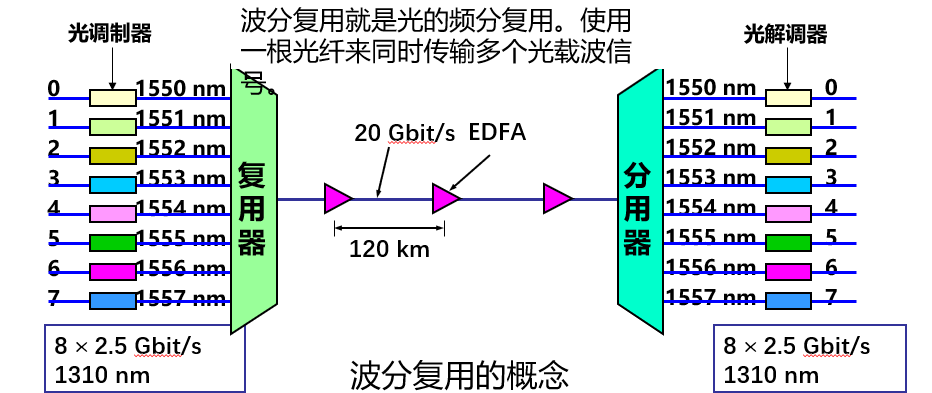 波分复用就是光的频分复用。使用
一根光纤来同时传输多个光载波信
号。
光调制器
光解调器
0 1550 nm
1 1551 nm
2 1552 nm
3 1553 nm
4 1554 nm
5 1555 nm
6 1556 nm
7 1557 nm
复
用
器
20 Gbit/s EDFA
120 km
分
用
器
1550 nm 0
1551 nm 1
1552 nm 2
1553 nm 3
1554 nm 4
1555 nm 5
1556 nm 6
1557 nm 7
8 × 2.5 Gbit/s
1310 nm
波分复用的概念
8 × 2.5 Gbit/s
1310 nm